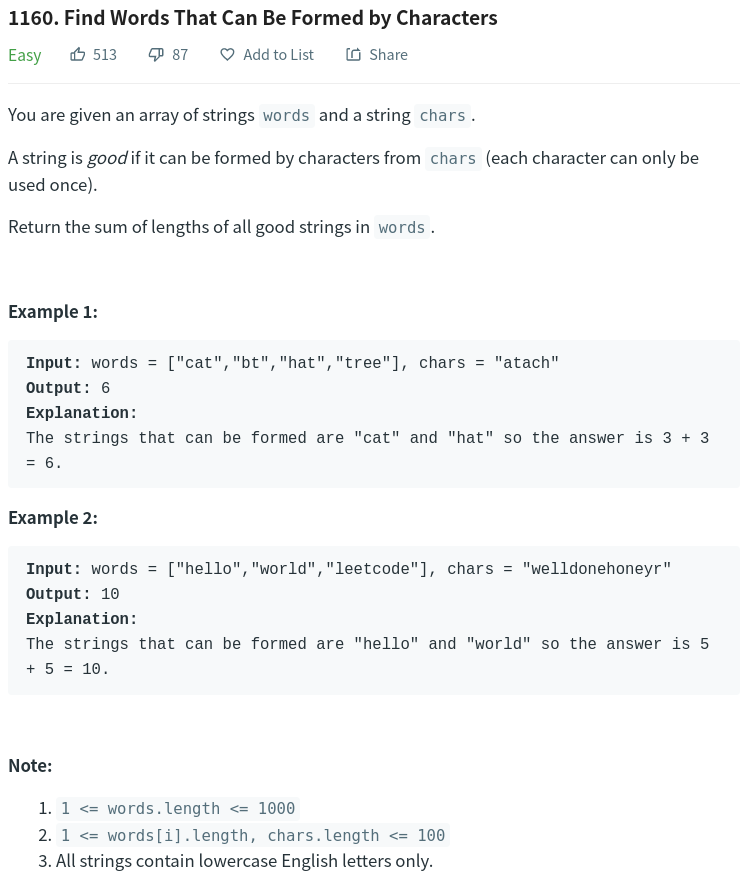 1160. Find Words That Can Be Formed by Characters
Easy 513 87 Add to List Share
You are given an array of strings words and a string chars.
A string is good if it can be formed by characters from chars (each character can only be
used once).
Return the sum of lengths of all good strings in words.
Example 1:
Input: words = ["cat","bt","hat","tree"], chars = "atach"
Output: 6
Explanation:
The strings that can be formed are "cat" and "hat" so the answer is 3 + 3
= 6.
Example 2:
Input: words = ["hello","world","leetcode"], chars = "welldonehoneyr"
Output: 10
Explanation:
The strings that can be formed are "hello" and "world" so the answer is 5
+ 5 = 10.
Note:
1. 1 <= words.length <= 1000
2. 1 <= words[i].length, chars.length <= 100
3. All strings contain lowercase English letters only.